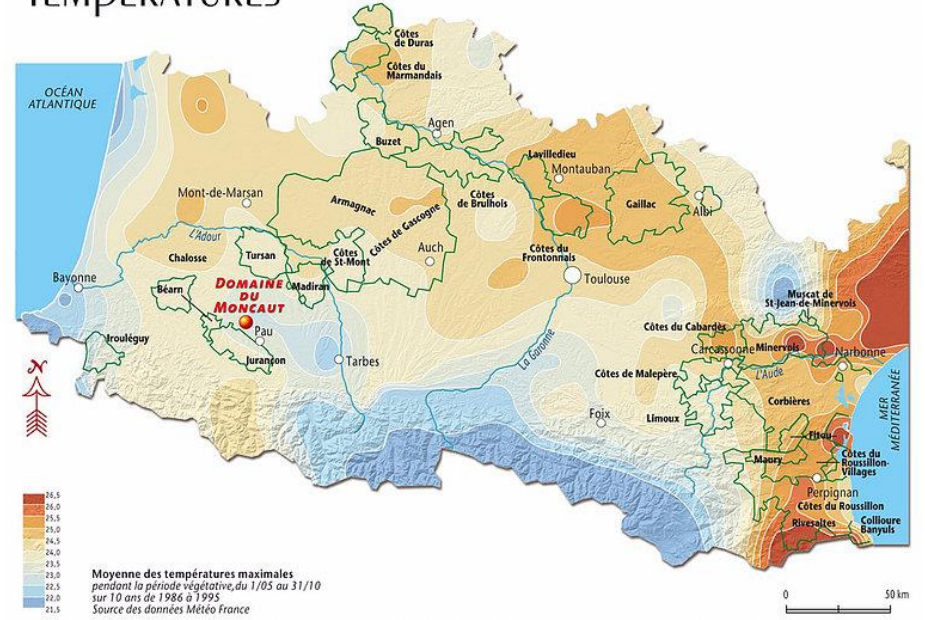 TEMPÉRATURES
OCÉAN
ATLANTIQUE
Côtes
de Duras
Côtes du
Marmandais
Agen
Buzet
Lavilledieu
Montauban
Mont-de-Marsan
Armagnac
Côtes de Gascogne
Côtes
de Brulhois
Gaillac
Albi
L'Adour
Chalosse
Tursan
Côtes
de St-Mont
Auch
Côtes du
Frontonnais
Toulouse
Bayonne
Béarn
DOMAINE
DU
MONCAUT
Madiran
Muscat de
St-Jean-de-Minervois
Pau
Irouléguy
Jurançon
Tarbes
La Garonne
Côtes du Cabardès
Carcassonne
Minervois
Narbonne
L'Aude
Côtes de Malepère
Corbières
MER
MÉDITERRANÉE
Foix
Limoux
Fitou
Maury
Côtes du
Roussillon-
Villages
Perpignan
Côtes du Roussillon
Rivesaltes
Collioure
Banyuls
N
26,5
26,0
25,5
25,0
24,5
24,0
23,5
23,0
22,5
22,0
21,5
Moyenne des températures maximales
pendant la période végétative,du 1/05 au 31/10
sur 10 ans de 1986 à 1995
Source des données Météo France
0 50 km